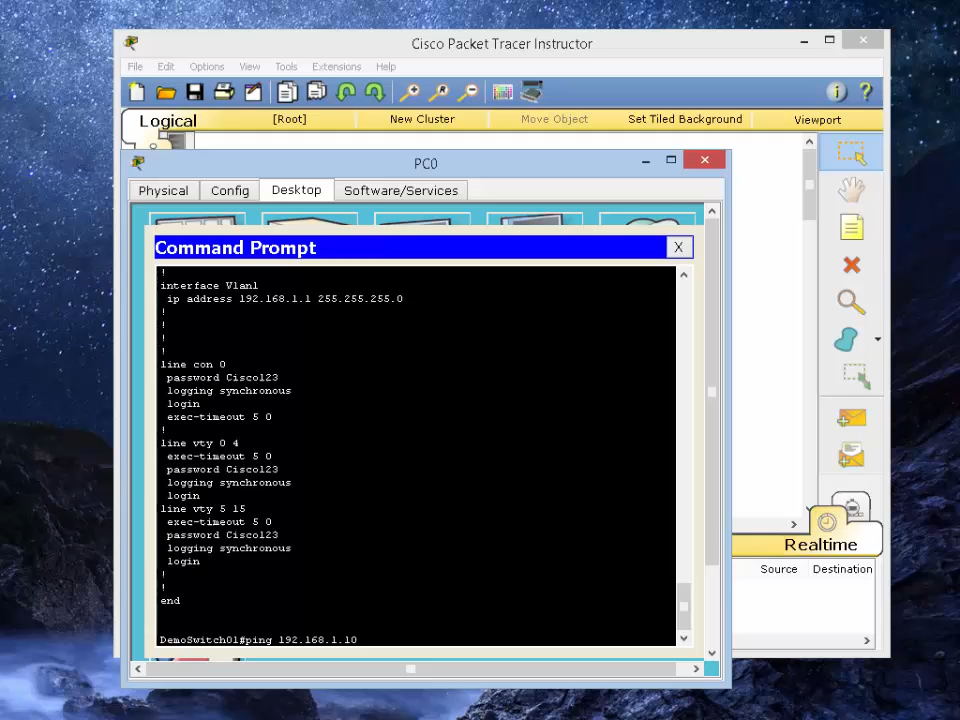 Cisco Packet Tracer Instructor
File Edit Options View Tools Extensions Help
Logical [Root] New Cluster Move Object Set Tiled Background Viewport
PC0
Physical Config Desktop Software/Services
Command Prompt X
!
interface Vlan1
ip address 192.168.1.1 255.255.255.0
!
!
!
!
line con 0
password Cisco123
logging synchronous
login
exec-timeout 5 0
!
line vty 0 4
exec-timeout 5 0
password Cisco123
logging synchronous
login
line vty 5 15
exec-timeout 5 0
password Cisco123
logging synchronous
login
!
!
end
DemoSwitch01#ping 192.168.1.10
Realtime
Source Destination